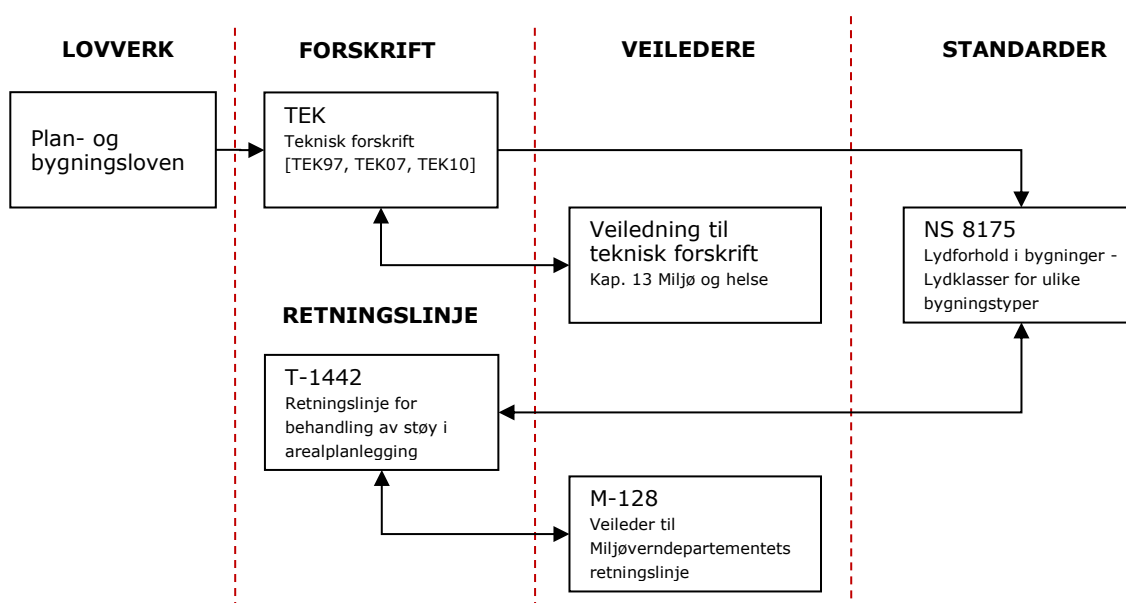 LOVVERK
FORSKRIFT
VEILEDERE
STANDARDER
Plan- og
bygningsloven
TEK
Teknisk forskrift
[TEK97, TEK07, TEK10]
Veiledning til
teknisk forskrift
Kap. 13 Miljø og helse
NS 8175
Lydforhold i bygninger -
Lydklasser for ulike
bygningstyper
RETNINGSLINJE
T-1442
Retningslinje for
behandling av støy i
arealplanlegging
M-128
Veileder til
Miljøverndepartementets
retningslinje